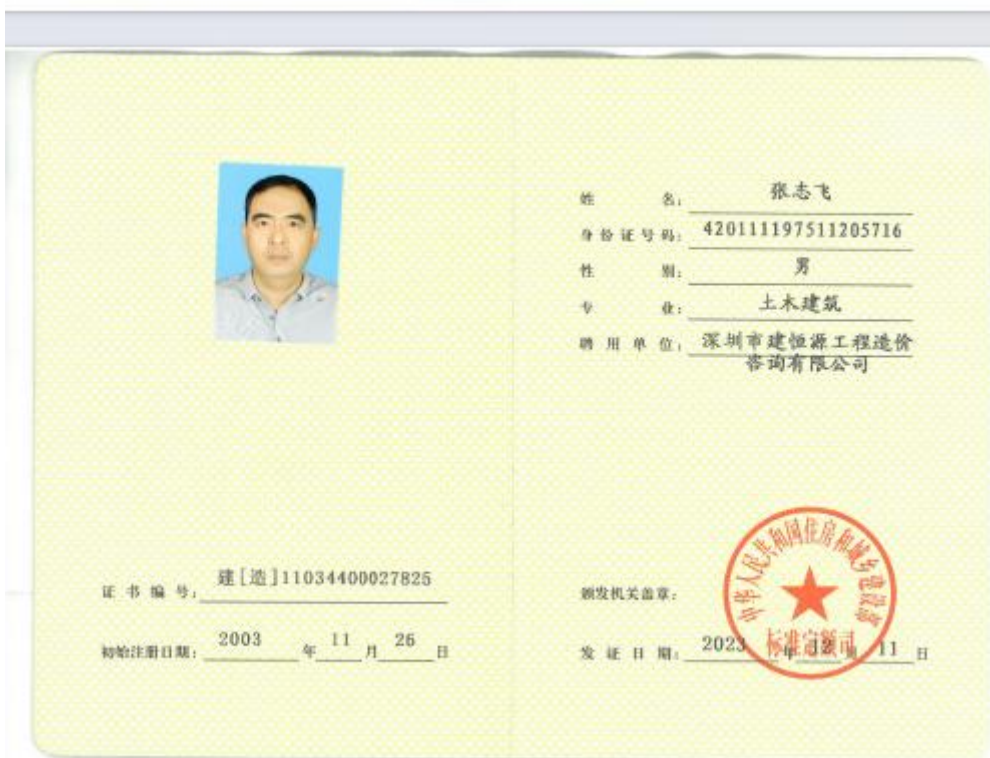 姓 名: 张志飞
身份证号码: 420111197511205716
性 别: 男
专 业: 土木建筑
聘用单位: 深圳市建恒源工程造价
咨询有限公司
证书编号: 建[造]11034400027825
初始注册日期: 2003 年 11 月 26 日
颁发机关盖章:
中华人民共和国住房和城乡建设部
标准定额司
发证日期: 2023 年 12 月 11 日